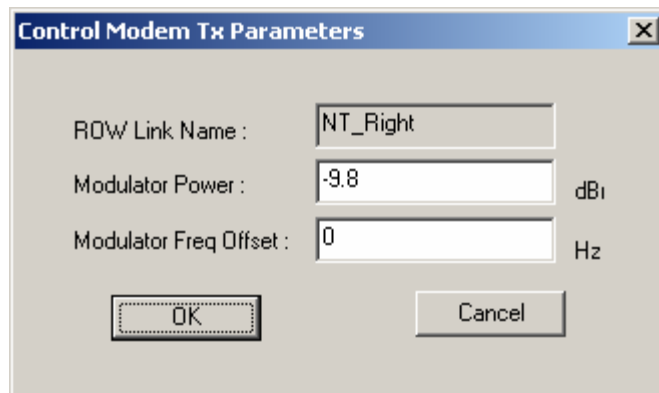 Control Modem Tx Parameters
ROW Link Name : NT_Right
Modulator Power : -9.8
Modulator Freq Offset : 0 Hz
OK Cancel